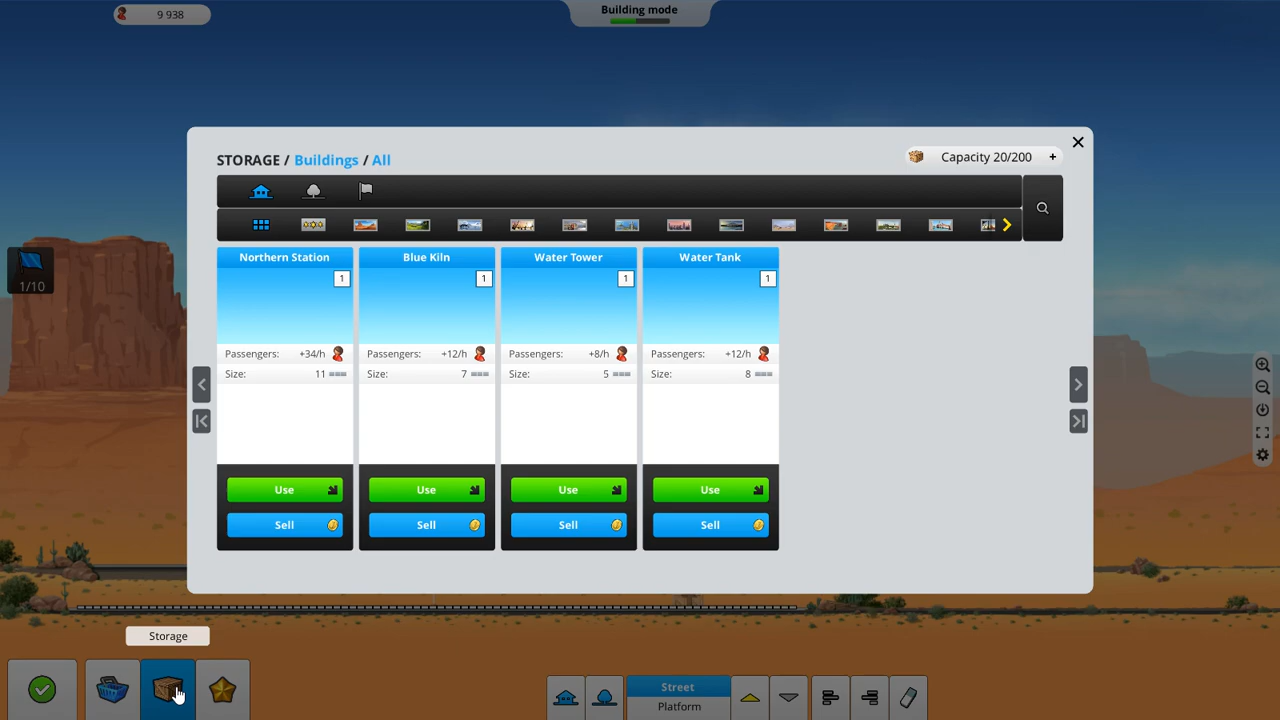 9 938
Building mode
STORAGE / Buildings / All
Capacity 20/200 +
1/10
Northern Station
1
Passengers: +34/h
Size: 11
Use
Sell
Blue Kiln
1
Passengers: +12/h
Size: 7
Use
Sell
Water Tower
1
Passengers: +8/h
Size: 5
Use
Sell
Water Tank
1
Passengers: +12/h
Size: 8
Use
Sell
Storage
Street
Platform